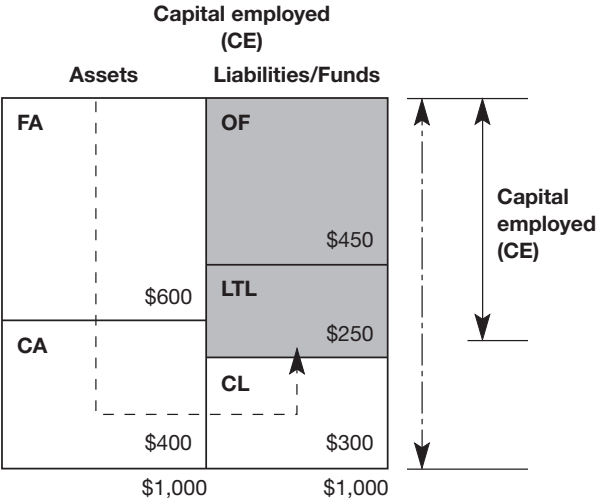 Capital employed
(CE)
Assets Liabilities/Funds
FA OF
$450
$600
LTL
$250
CA
CL
$400 $300
$1,000 $1,000
Capital
employed
(CE)